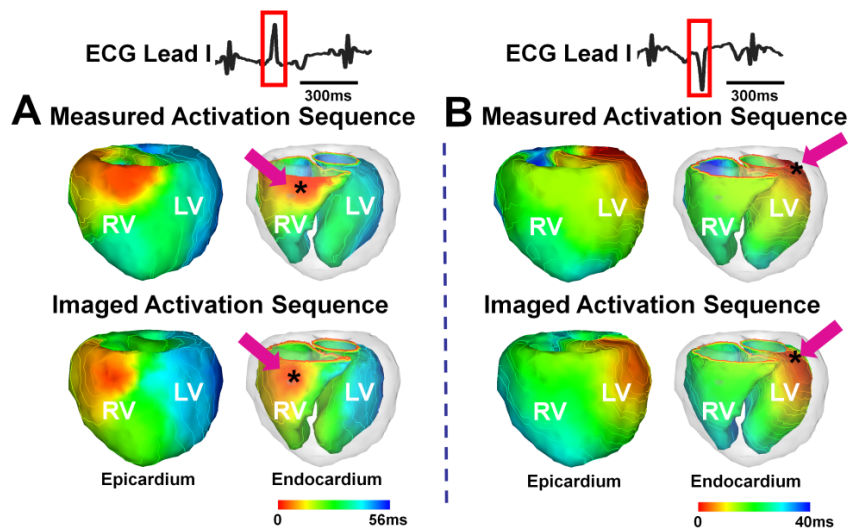 ECG Lead I
300ms
A Measured Activation Sequence
RV LV
* RV LV
Imaged Activation Sequence
RV LV
* RV LV
Epicardium Endocardium
0 56ms
ECG Lead I
300ms
B Measured Activation Sequence
RV LV
* RV LV
Imaged Activation Sequence
RV LV
* RV LV
Epicardium Endocardium
0 40ms